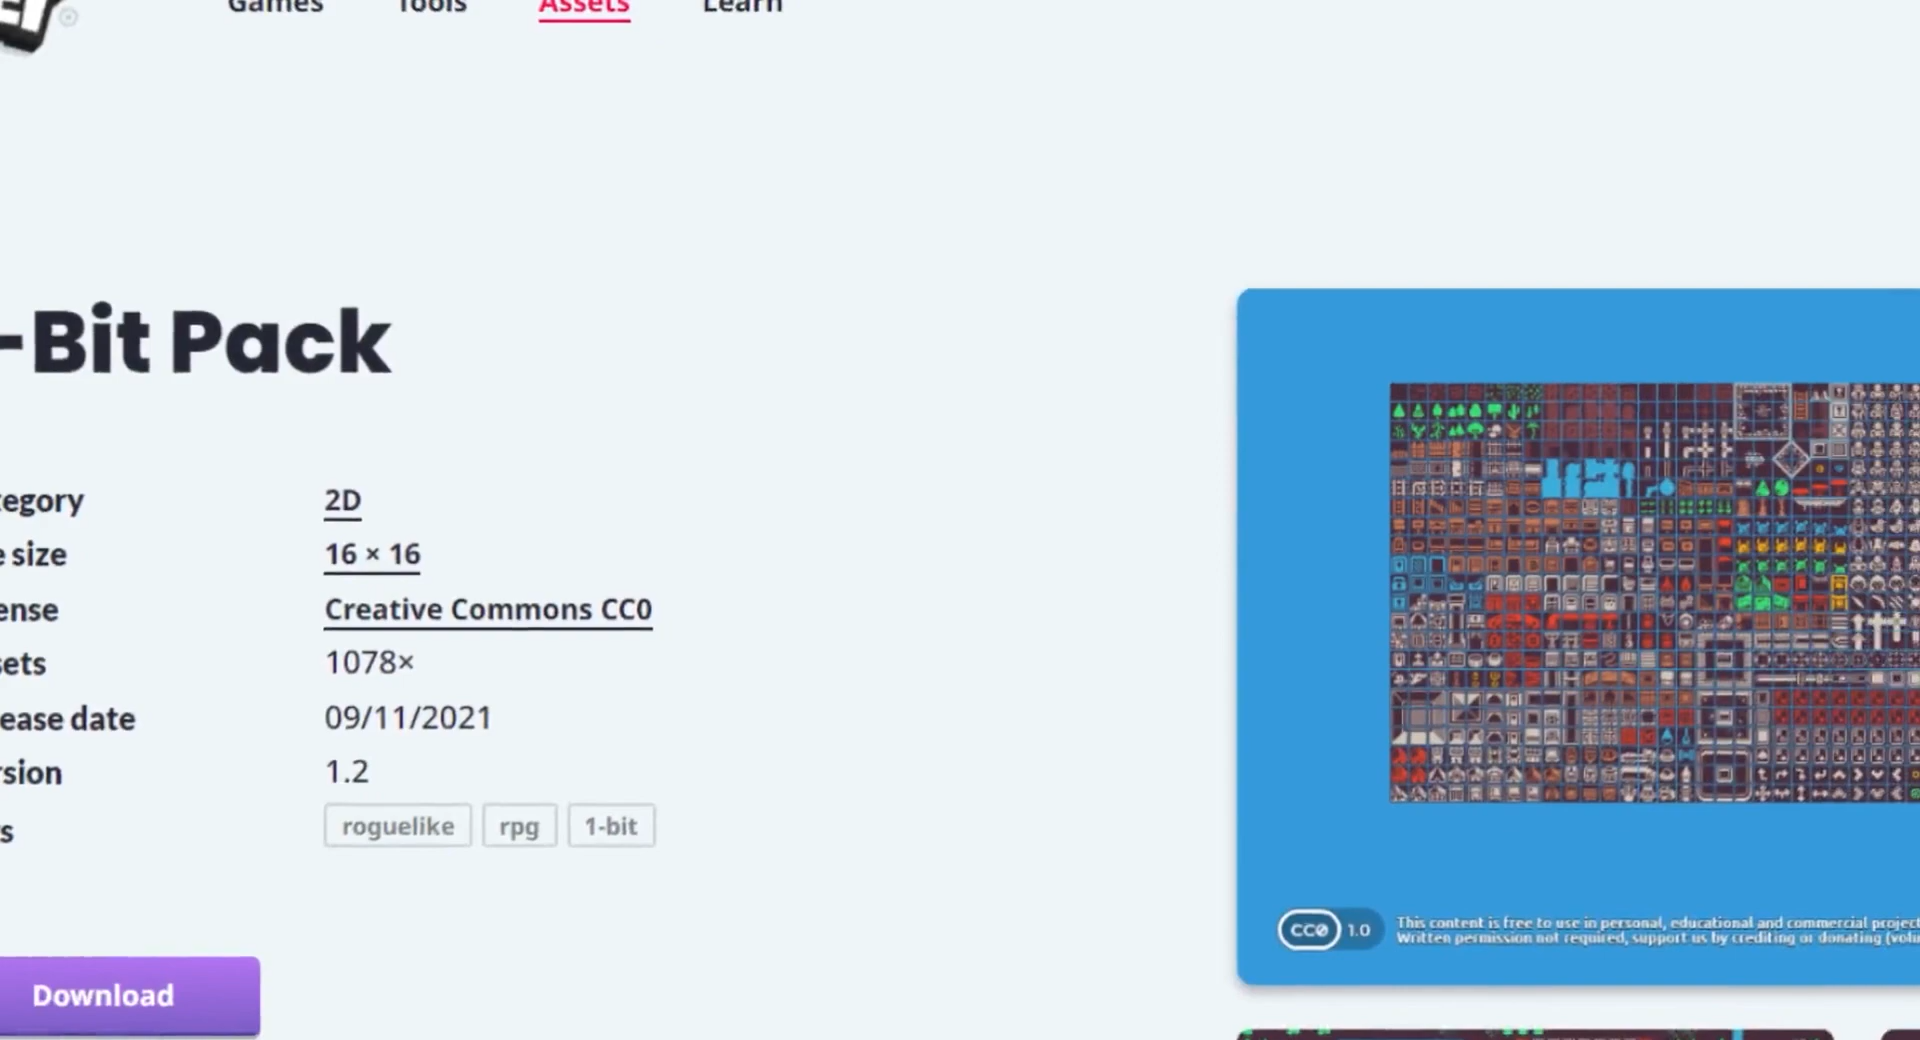 Games Tools Assets Learn
-Bit Pack
tegory 2D
e size 16 × 16
ense Creative Commons CC0
sets 1078×
ease date 09/11/2021
rsion 1.2
s roguelike rpg 1-bit
Download
CC0 1.0 This content is free to use in personal, educational and commercial project
Written permission not required, support us by crediting or donating (volu